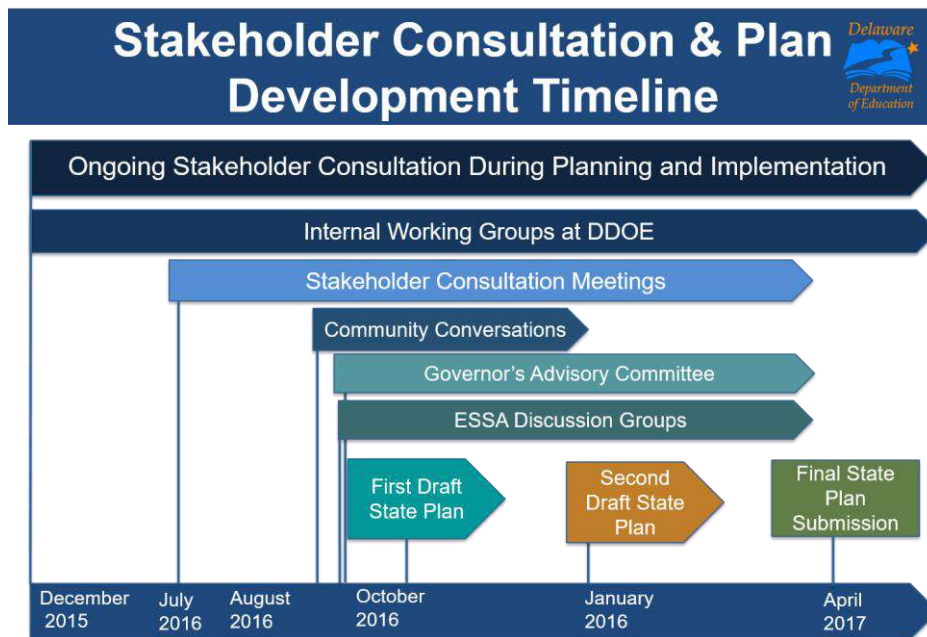 Stakeholder Consultation & Plan
Development Timeline
Delaware
Department
of Education
Ongoing Stakeholder Consultation During Planning and Implementation
Internal Working Groups at DDOE
Stakeholder Consultation Meetings
Community Conversations
Governor's Advisory Committee
ESSA Discussion Groups
First Draft
State Plan
Second
Draft State
Plan
Final State
Plan
Submission
December
2015
July
2016
August
2016
October
2016
January
2016
April
2017